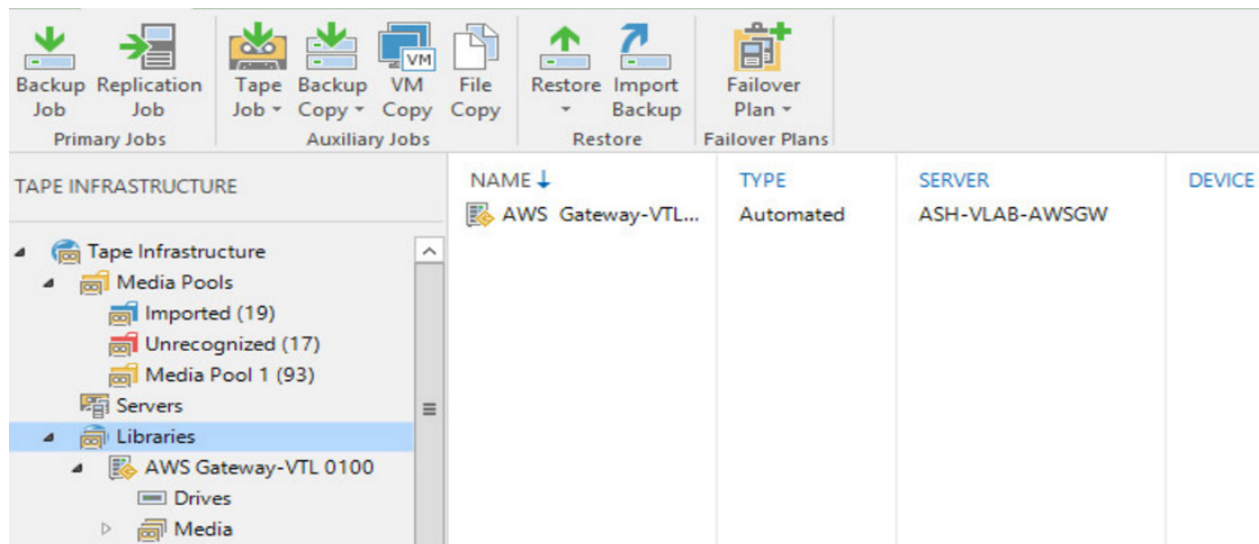 Backup Job
Replication Job
Tape Job
Backup Copy
VM Copy
File Copy
Restore
Import Backup
Failover Plan
VM
Primary Jobs
Auxiliary Jobs
Restore
Failover Plans
TAPE INFRASTRUCTURE
Tape Infrastructure
Media Pools
Imported (19)
Unrecognized (17)
Media Pool 1 (93)
Servers
Libraries
AWS Gateway-VTL 0100
Drives
Media
NAME TYPE SERVER DEVICE
AWS Gateway-VTL... Automated ASH-VLAB-AWSGW